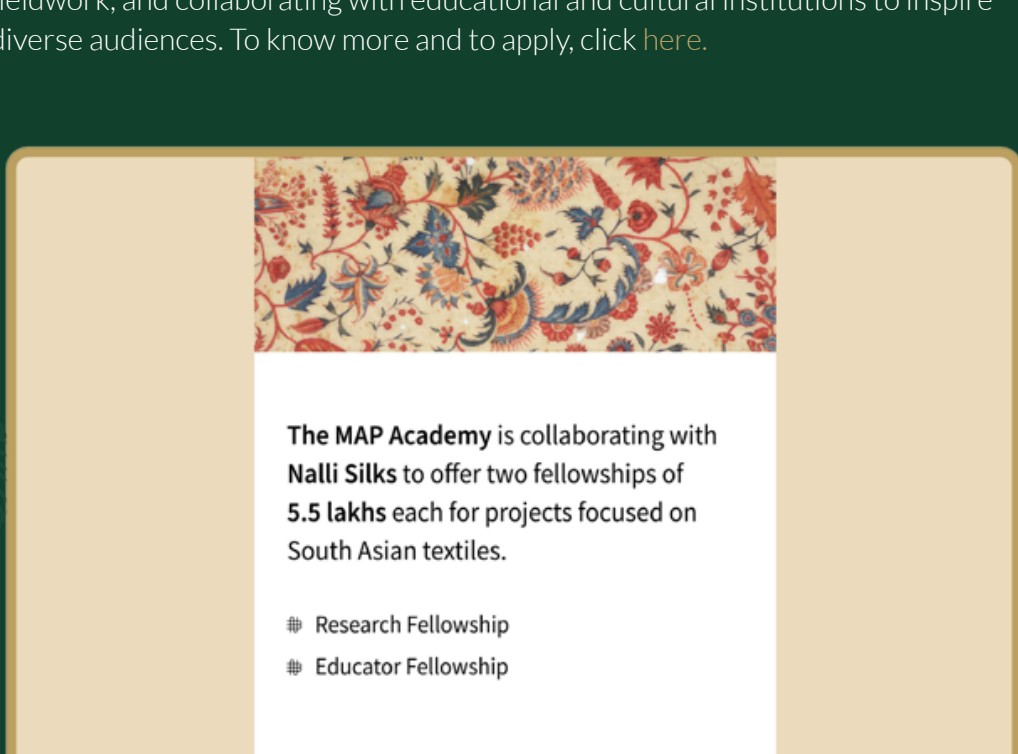 fieldwork, and collaborating with educational and cultural institutions to inspire
diverse audiences. To know more and to apply, click here.
The MAP Academy is collaborating with
Nalli Silks to offer two fellowships of
5.5 lakhs each for projects focused on
South Asian textiles.
Research Fellowship
Educator Fellowship